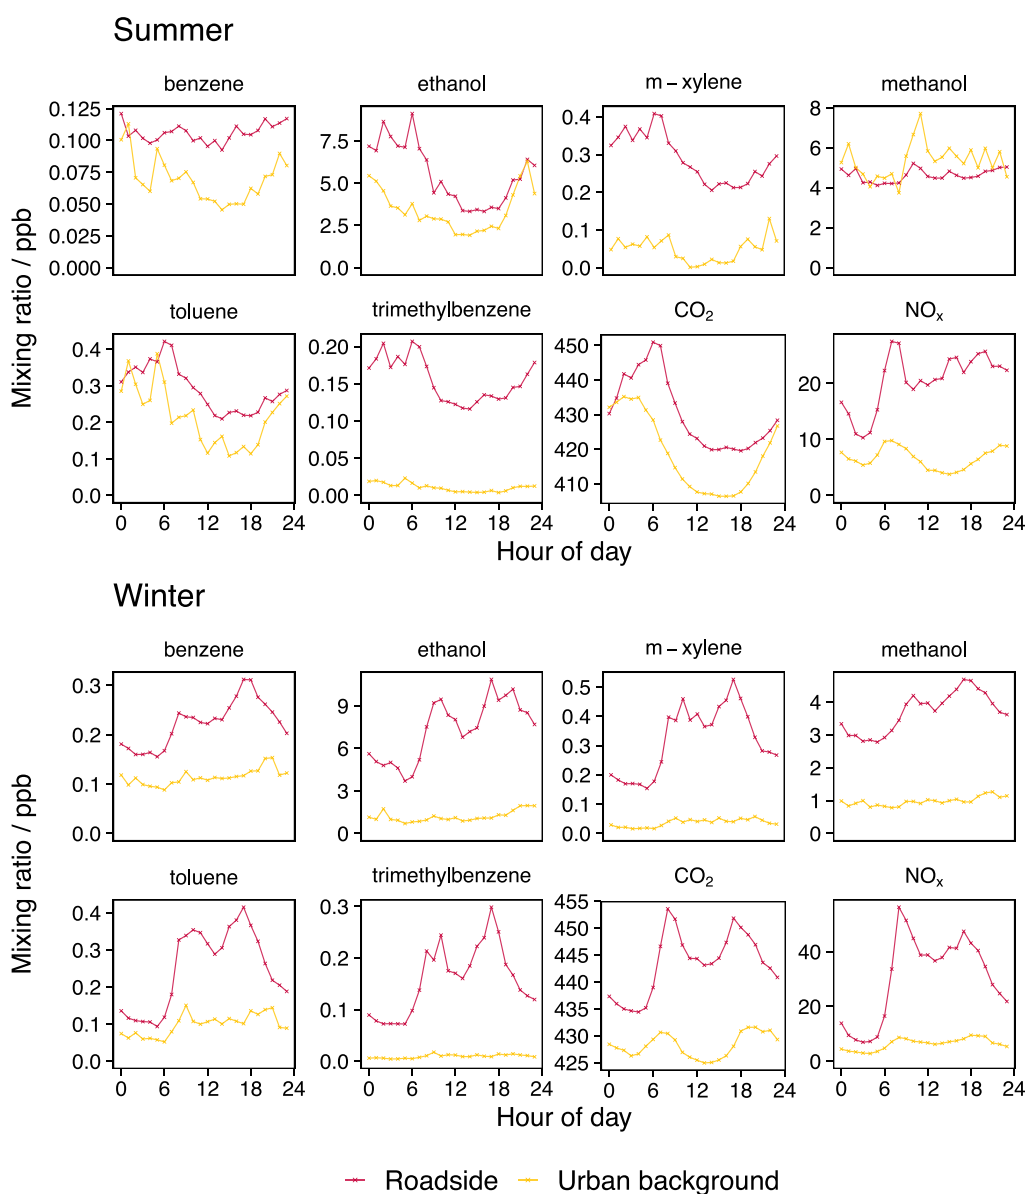 Summer
benzene ethanol m − xylene methanol
0.125 0.100 0.075 0.050 0.025 0.000
7.5 5.0 2.5 0.0
0.4 0.3 0.2 0.1 0.0
8 6 4 2 0
toluene trimethylbenzene CO₂ NOₓ
0.4 0.3 0.2 0.1 0.0
0.20 0.15 0.10 0.05 0.00
450 440 430 420 410
20 10 0
Mixing ratio / ppb
0 6 12 18 24 0 6 12 18 24 0 6 12 18 24 0 6 12 18 24
Hour of day
Winter
benzene ethanol m − xylene methanol
0.3 0.2 0.1 0.0
9 6 3 0
0.5 0.4 0.3 0.2 0.1 0.0
4 3 2 1 0
toluene trimethylbenzene CO₂ NOₓ
0.4 0.3 0.2 0.1 0.0
0.3 0.2 0.1 0.0
455 450 445 440 435 430 425
40 20 0
Mixing ratio / ppb
0 6 12 18 24 0 6 12 18 24 0 6 12 18 24 0 6 12 18 24
Hour of day
Roadside Urban background